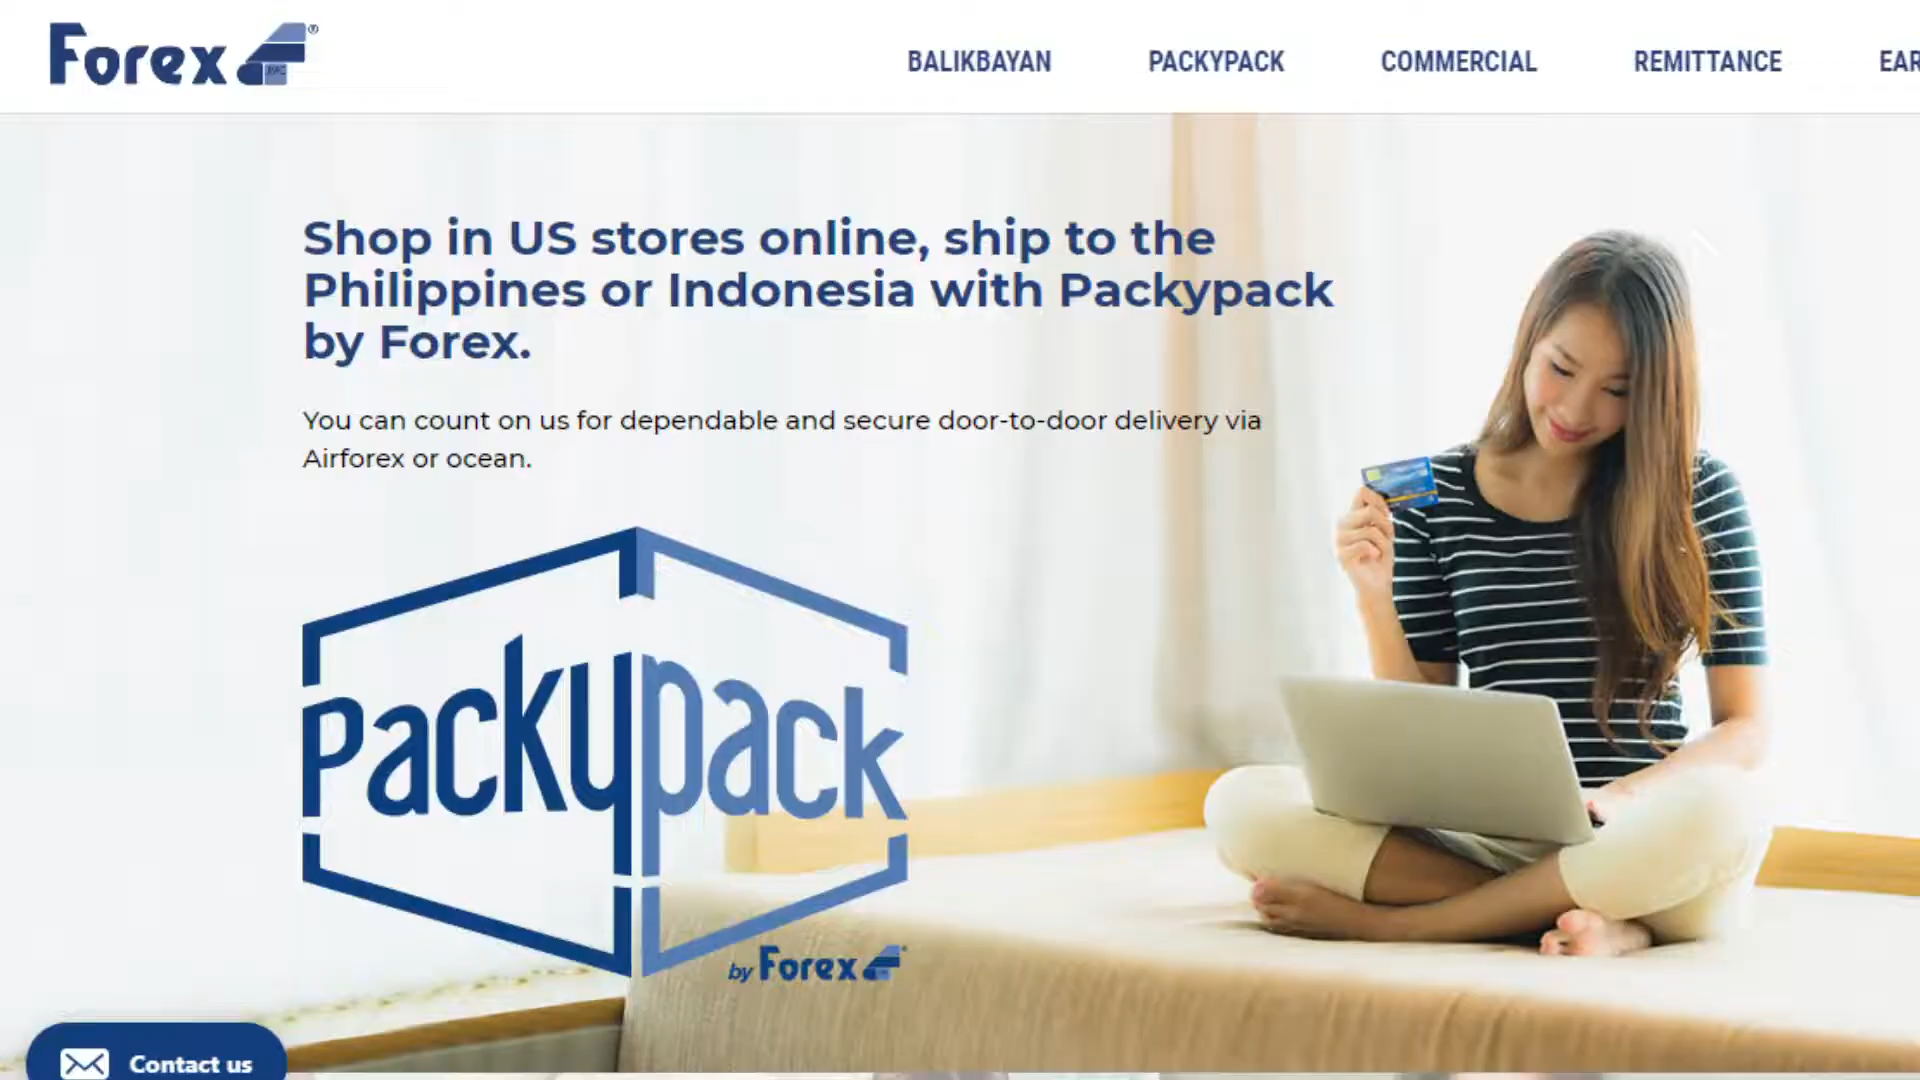 Forex
BALIKBAYAN
PACKYPACK
COMMERCIAL
REMITTANCE
EAR
Shop in US stores online, ship to the
Philippines or Indonesia with Packypack
by Forex.
You can count on us for dependable and secure door-to-door delivery via
Airforex or ocean.
Packypack
by Forex
Contact us